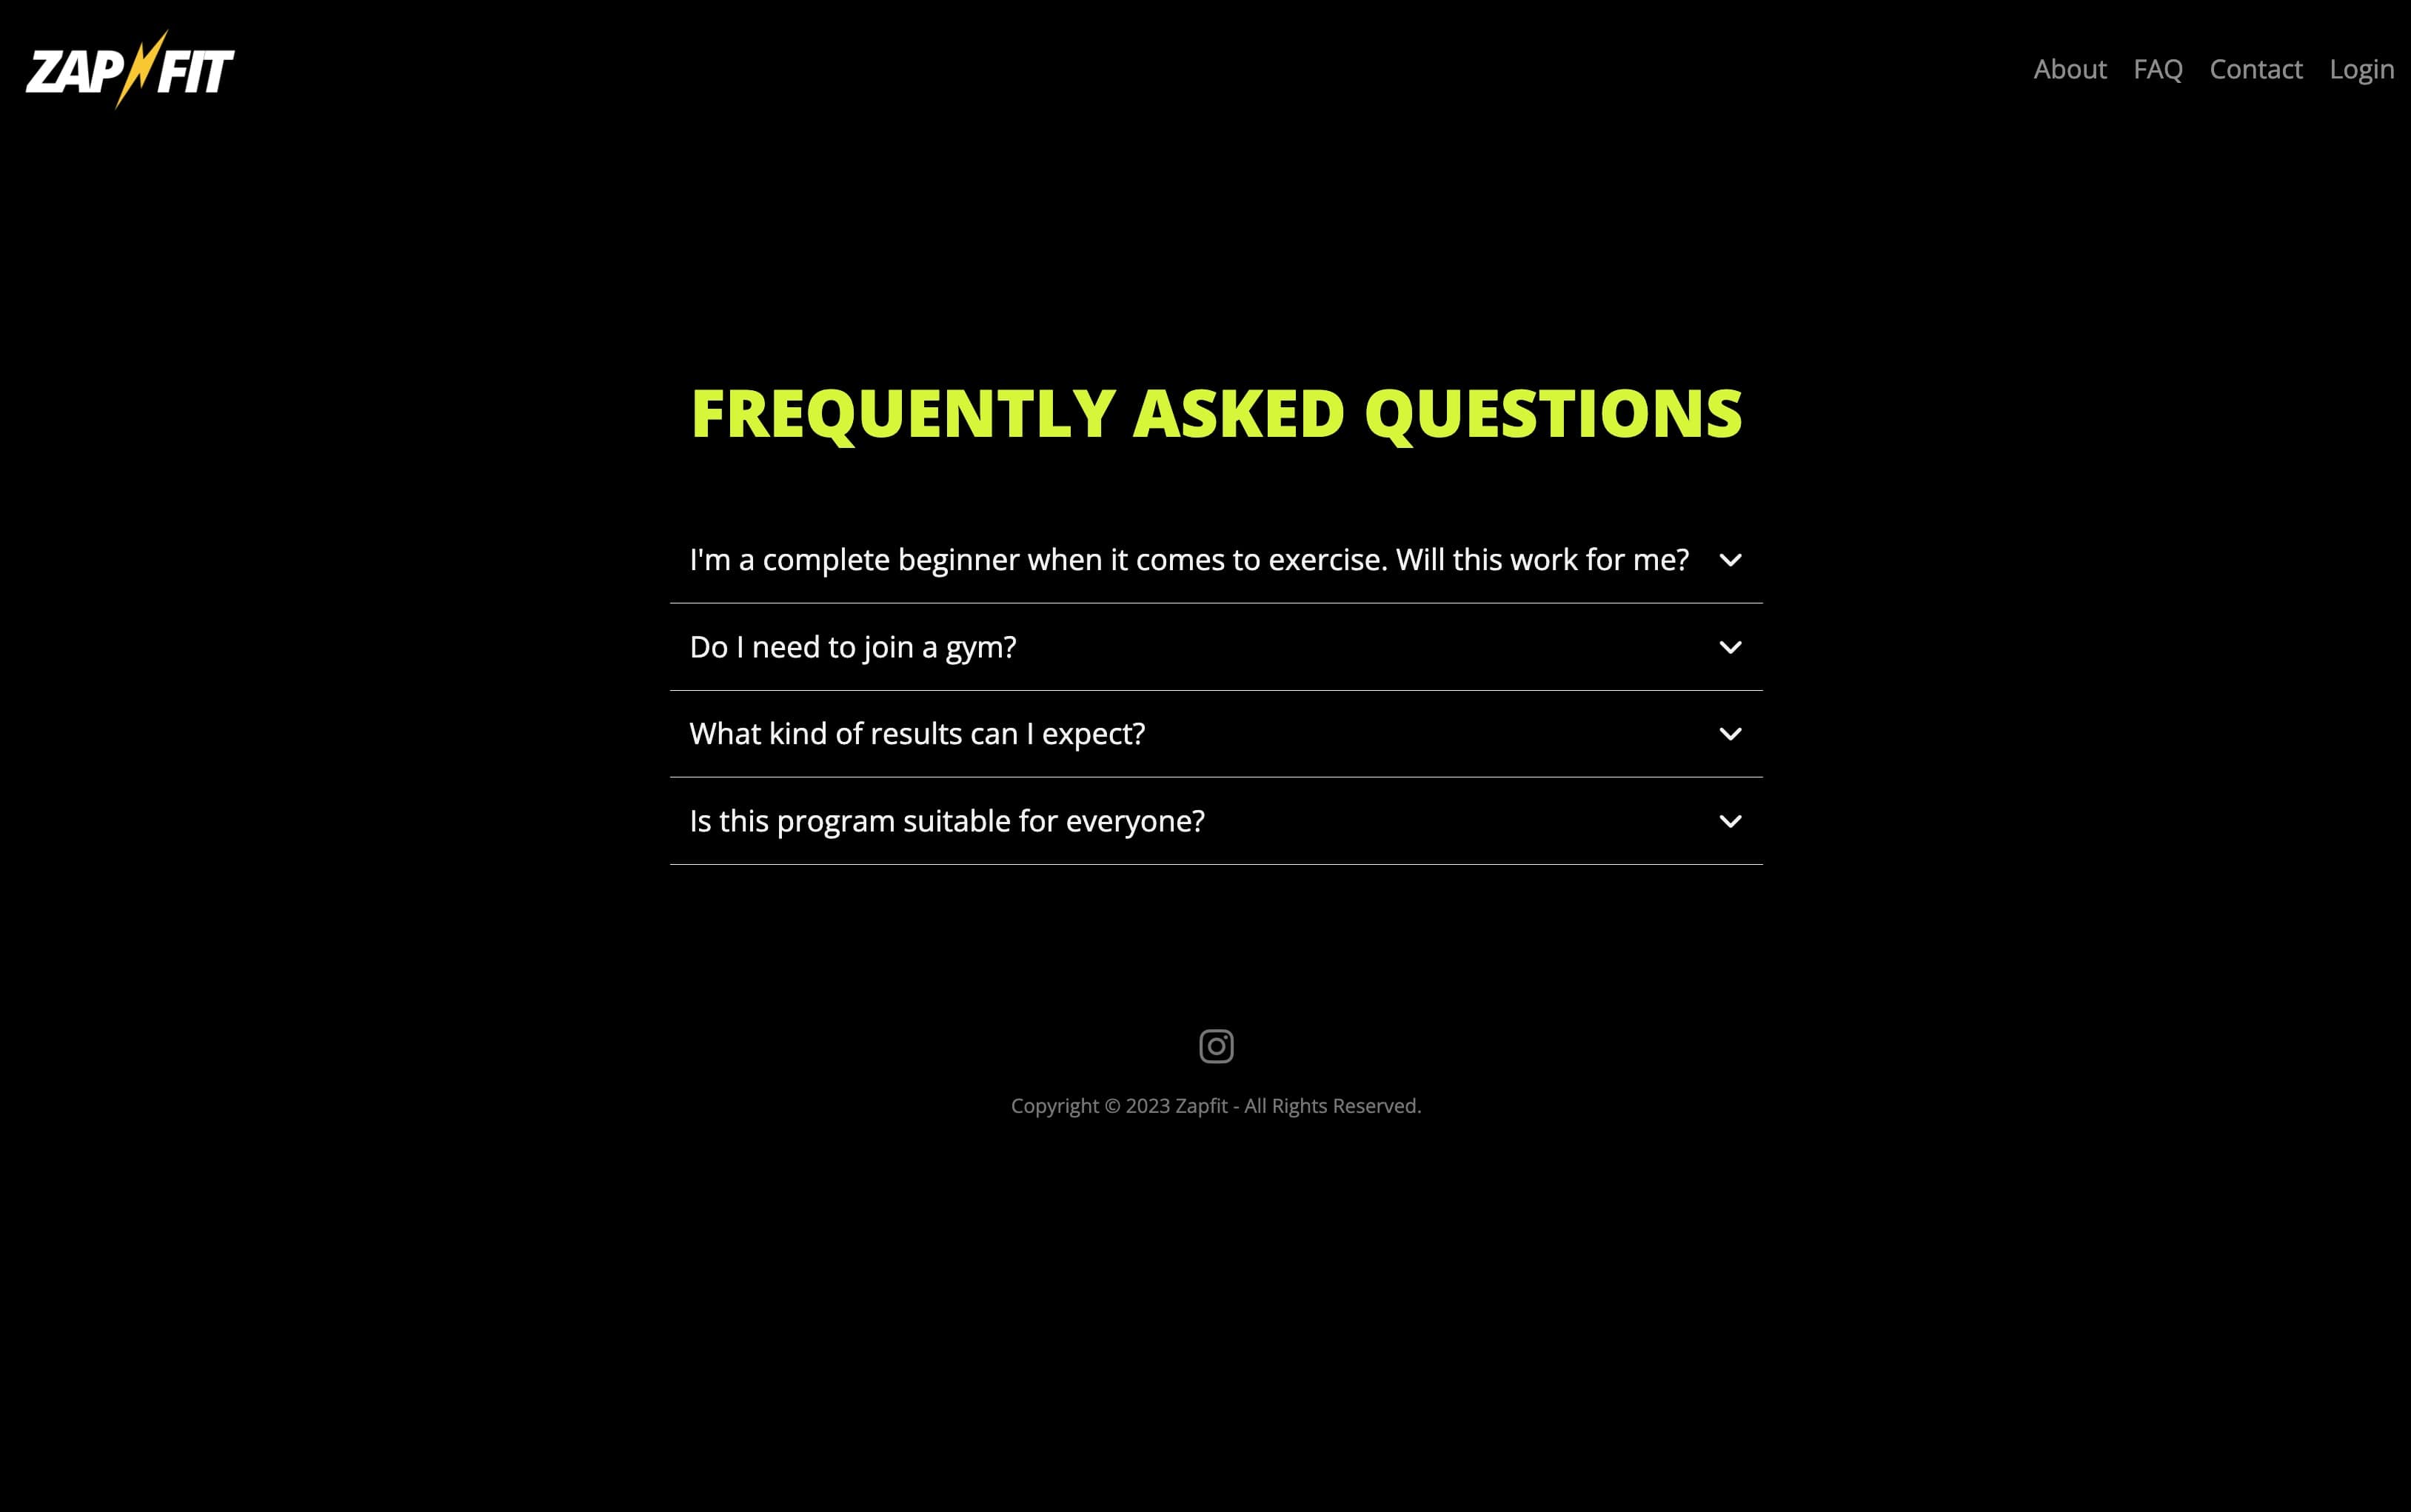 ZAP FIT
About FAQ Contact Login
FREQUENTLY ASKED QUESTIONS
I'm a complete beginner when it comes to exercise. Will this work for me?
Do I need to join a gym?
What kind of results can I expect?
Is this program suitable for everyone?
Copyright © 2023 Zapfit - All Rights Reserved.